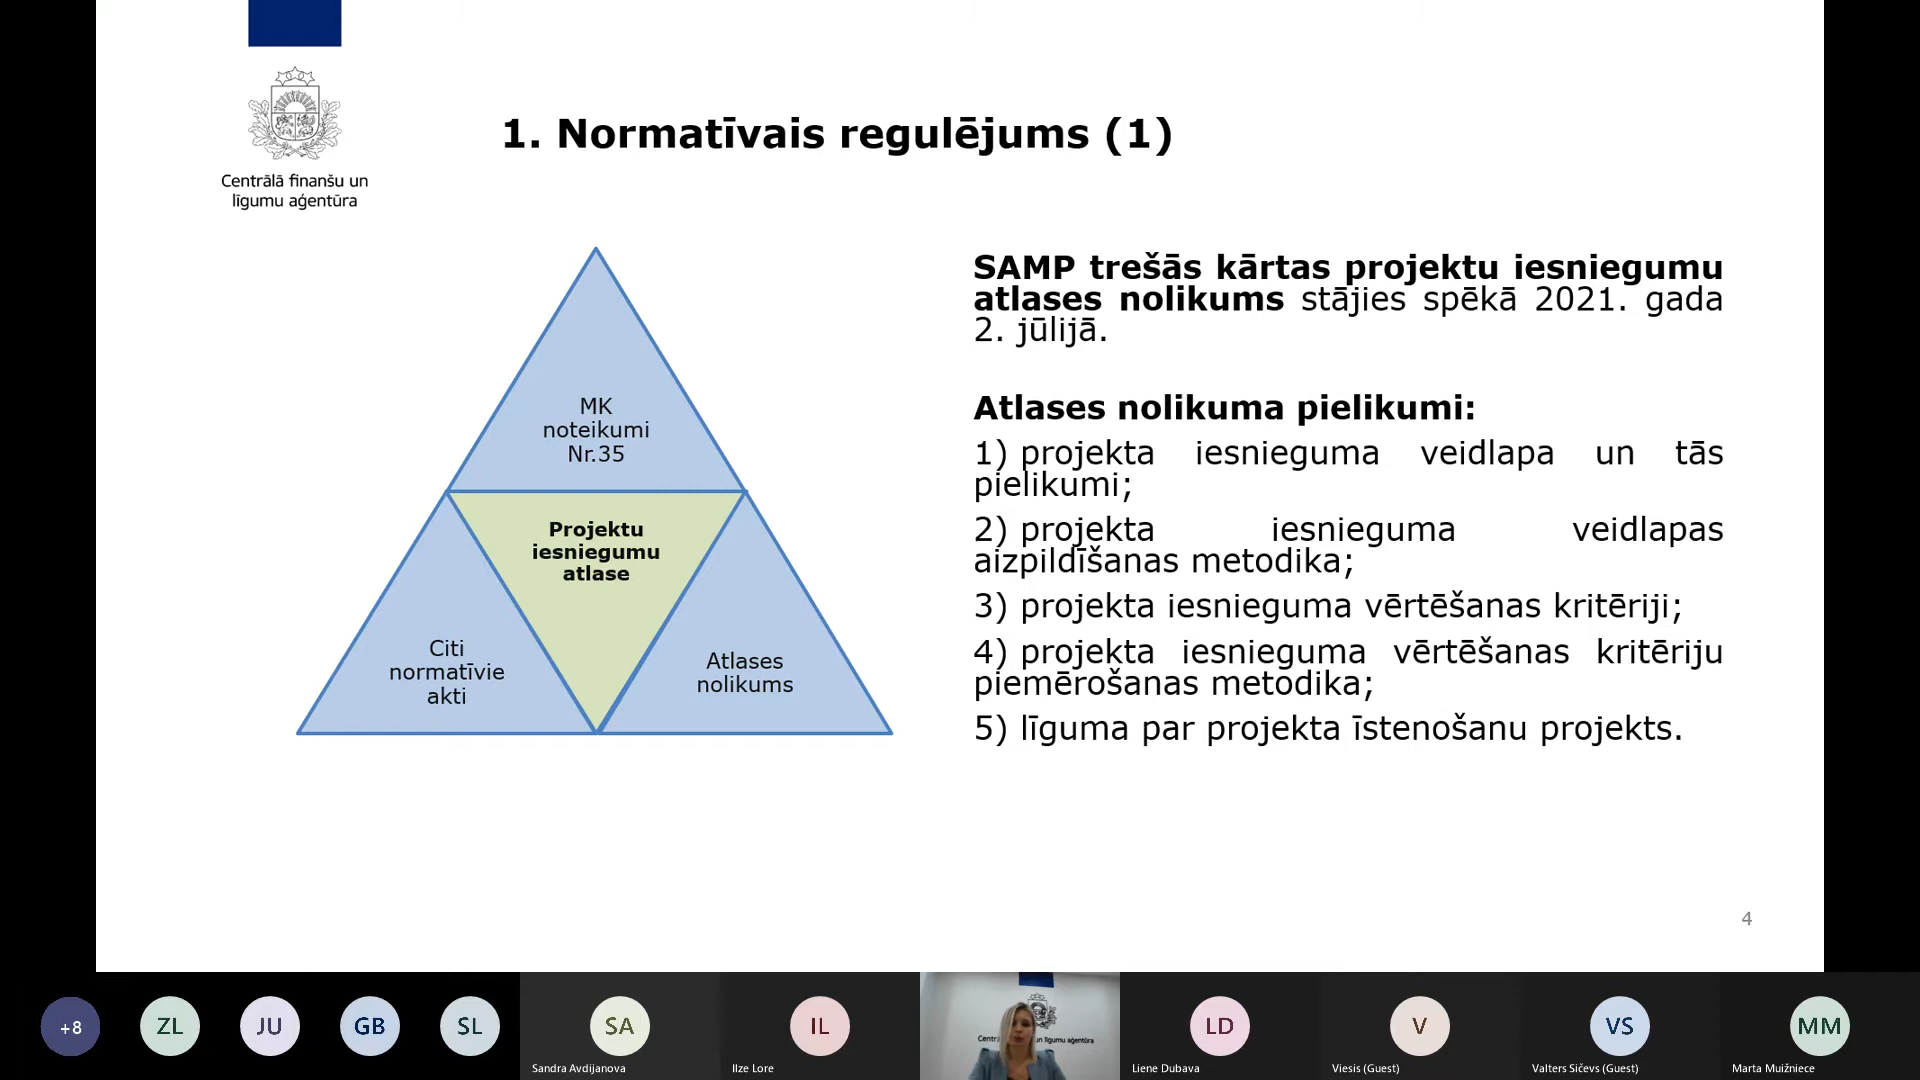 Centrālā finanšu un
līgumu aģentūra
1. Normatīvais regulējums (1)
MK
noteikumi
Nr.35
Projektu
iesniegumu
atlase
Citi
normatīvie
akti
Atlases
nolikums
SAMP trešās kārtas projektu iesniegumu
atlases nolikums stājies spēkā 2021. gada
2. jūlijā.
Atlases nolikuma pielikumi:
1) projekta iesnieguma veidlapa un tās
pielikumi;
2) projekta iesnieguma veidlapas
aizpildīšanas metodika;
3) projekta iesnieguma vērtēšanas kritēriji;
4) projekta iesnieguma vērtēšanas kritēriju
piemērošanas metodika;
5) līguma par projekta īstenošanu projekts.
4
+8
ZL
JU
GB
SL
SA
IL
LD
V
VS
MM
Sandra Avdijanova
Ilze Lore
Liene Dubava
Viesis (Guest)
Valters Sičevs (Guest)
Marta Muižniece